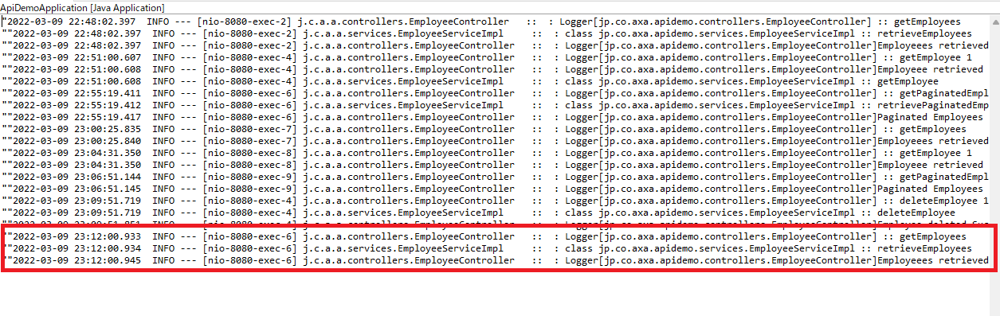 ApiDemoApplication [Java Application]
"2022-03-09 22:48:02.397  INFO --- [nio-8080-exec-2] j.c.a.a.controllers.EmployeeController   ::  : Logger[jp.co.axa.apidemo.controllers.EmployeeController] :: getEmployees
""2022-03-09 22:48:02.397  INFO --- [nio-8080-exec-2] j.c.a.a.services.EmployeeServiceImpl     ::  : class jp.co.axa.apidemo.services.EmployeeServiceImpl :: retrieveEmployees
""2022-03-09 22:48:02.397  INFO --- [nio-8080-exec-2] j.c.a.a.controllers.EmployeeController   ::  : Logger[jp.co.axa.apidemo.controllers.EmployeeController]Employeees retrieved
""2022-03-09 22:51:00.607  INFO --- [nio-8080-exec-4] j.c.a.a.controllers.EmployeeController   ::  : Logger[jp.co.axa.apidemo.controllers.EmployeeController] :: getEmployee 1
""2022-03-09 22:51:00.608  INFO --- [nio-8080-exec-4] j.c.a.a.controllers.EmployeeController   ::  : Logger[jp.co.axa.apidemo.controllers.EmployeeController]Employeee retrieved
""2022-03-09 22:51:00.608  INFO --- [nio-8080-exec-4] j.c.a.a.services.EmployeeServiceImpl     ::  : class jp.co.axa.apidemo.services.EmployeeServiceImpl :: getEmployee
""2022-03-09 22:55:19.411  INFO --- [nio-8080-exec-6] j.c.a.a.controllers.EmployeeController   ::  : Logger[jp.co.axa.apidemo.controllers.EmployeeController] :: getPaginatedEmpl
""2022-03-09 22:55:19.412  INFO --- [nio-8080-exec-6] j.c.a.a.services.EmployeeServiceImpl     ::  : class jp.co.axa.apidemo.services.EmployeeServiceImpl :: retrievePaginatedEmp
""2022-03-09 22:55:19.417  INFO --- [nio-8080-exec-6] j.c.a.a.controllers.EmployeeController   ::  : Logger[jp.co.axa.apidemo.controllers.EmployeeController]Paginated Employees
""2022-03-09 23:00:25.835  INFO --- [nio-8080-exec-7] j.c.a.a.controllers.EmployeeController   ::  : Logger[jp.co.axa.apidemo.controllers.EmployeeController] :: getEmployees
""2022-03-09 23:00:25.840  INFO --- [nio-8080-exec-7] j.c.a.a.controllers.EmployeeController   ::  : Logger[jp.co.axa.apidemo.controllers.EmployeeController]Employeees retrieved
""2022-03-09 23:04:31.350  INFO --- [nio-8080-exec-8] j.c.a.a.controllers.EmployeeController   ::  : Logger[jp.co.axa.apidemo.controllers.EmployeeController] :: getEmployee 1
""2022-03-09 23:04:31.350  INFO --- [nio-8080-exec-8] j.c.a.a.controllers.EmployeeController   ::  : Logger[jp.co.axa.apidemo.controllers.EmployeeController]Employeee retrieved
""2022-03-09 23:06:51.144  INFO --- [nio-8080-exec-9] j.c.a.a.controllers.EmployeeController   ::  : Logger[jp.co.axa.apidemo.controllers.EmployeeController] :: getPaginatedEmpl
""2022-03-09 23:06:51.145  INFO --- [nio-8080-exec-9] j.c.a.a.controllers.EmployeeController   ::  : Logger[jp.co.axa.apidemo.controllers.EmployeeController]Paginated Employees
""2022-03-09 23:09:51.719  INFO --- [nio-8080-exec-4] j.c.a.a.controllers.EmployeeController   ::  : Logger[jp.co.axa.apidemo.controllers.EmployeeController] :: deleteEmployee 1
""2022-03-09 23:09:51.719  INFO --- [nio-8080-exec-4] j.c.a.a.services.EmployeeServiceImpl     ::  : class jp.co.axa.apidemo.services.EmployeeServiceImpl :: deleteEmployee
""2022-03-09 23:12:00.933  INFO --- [nio-8080-exec-6] j.c.a.a.controllers.EmployeeController   ::  : Logger[jp.co.axa.apidemo.controllers.EmployeeController] :: getEmployees
""2022-03-09 23:12:00.934  INFO --- [nio-8080-exec-6] j.c.a.a.services.EmployeeServiceImpl     ::  : class jp.co.axa.apidemo.services.EmployeeServiceImpl :: retrieveEmployees
""2022-03-09 23:12:00.945  INFO --- [nio-8080-exec-6] j.c.a.a.controllers.EmployeeController   ::  : Logger[jp.co.axa.apidemo.controllers.EmployeeController]Employeees retrieved